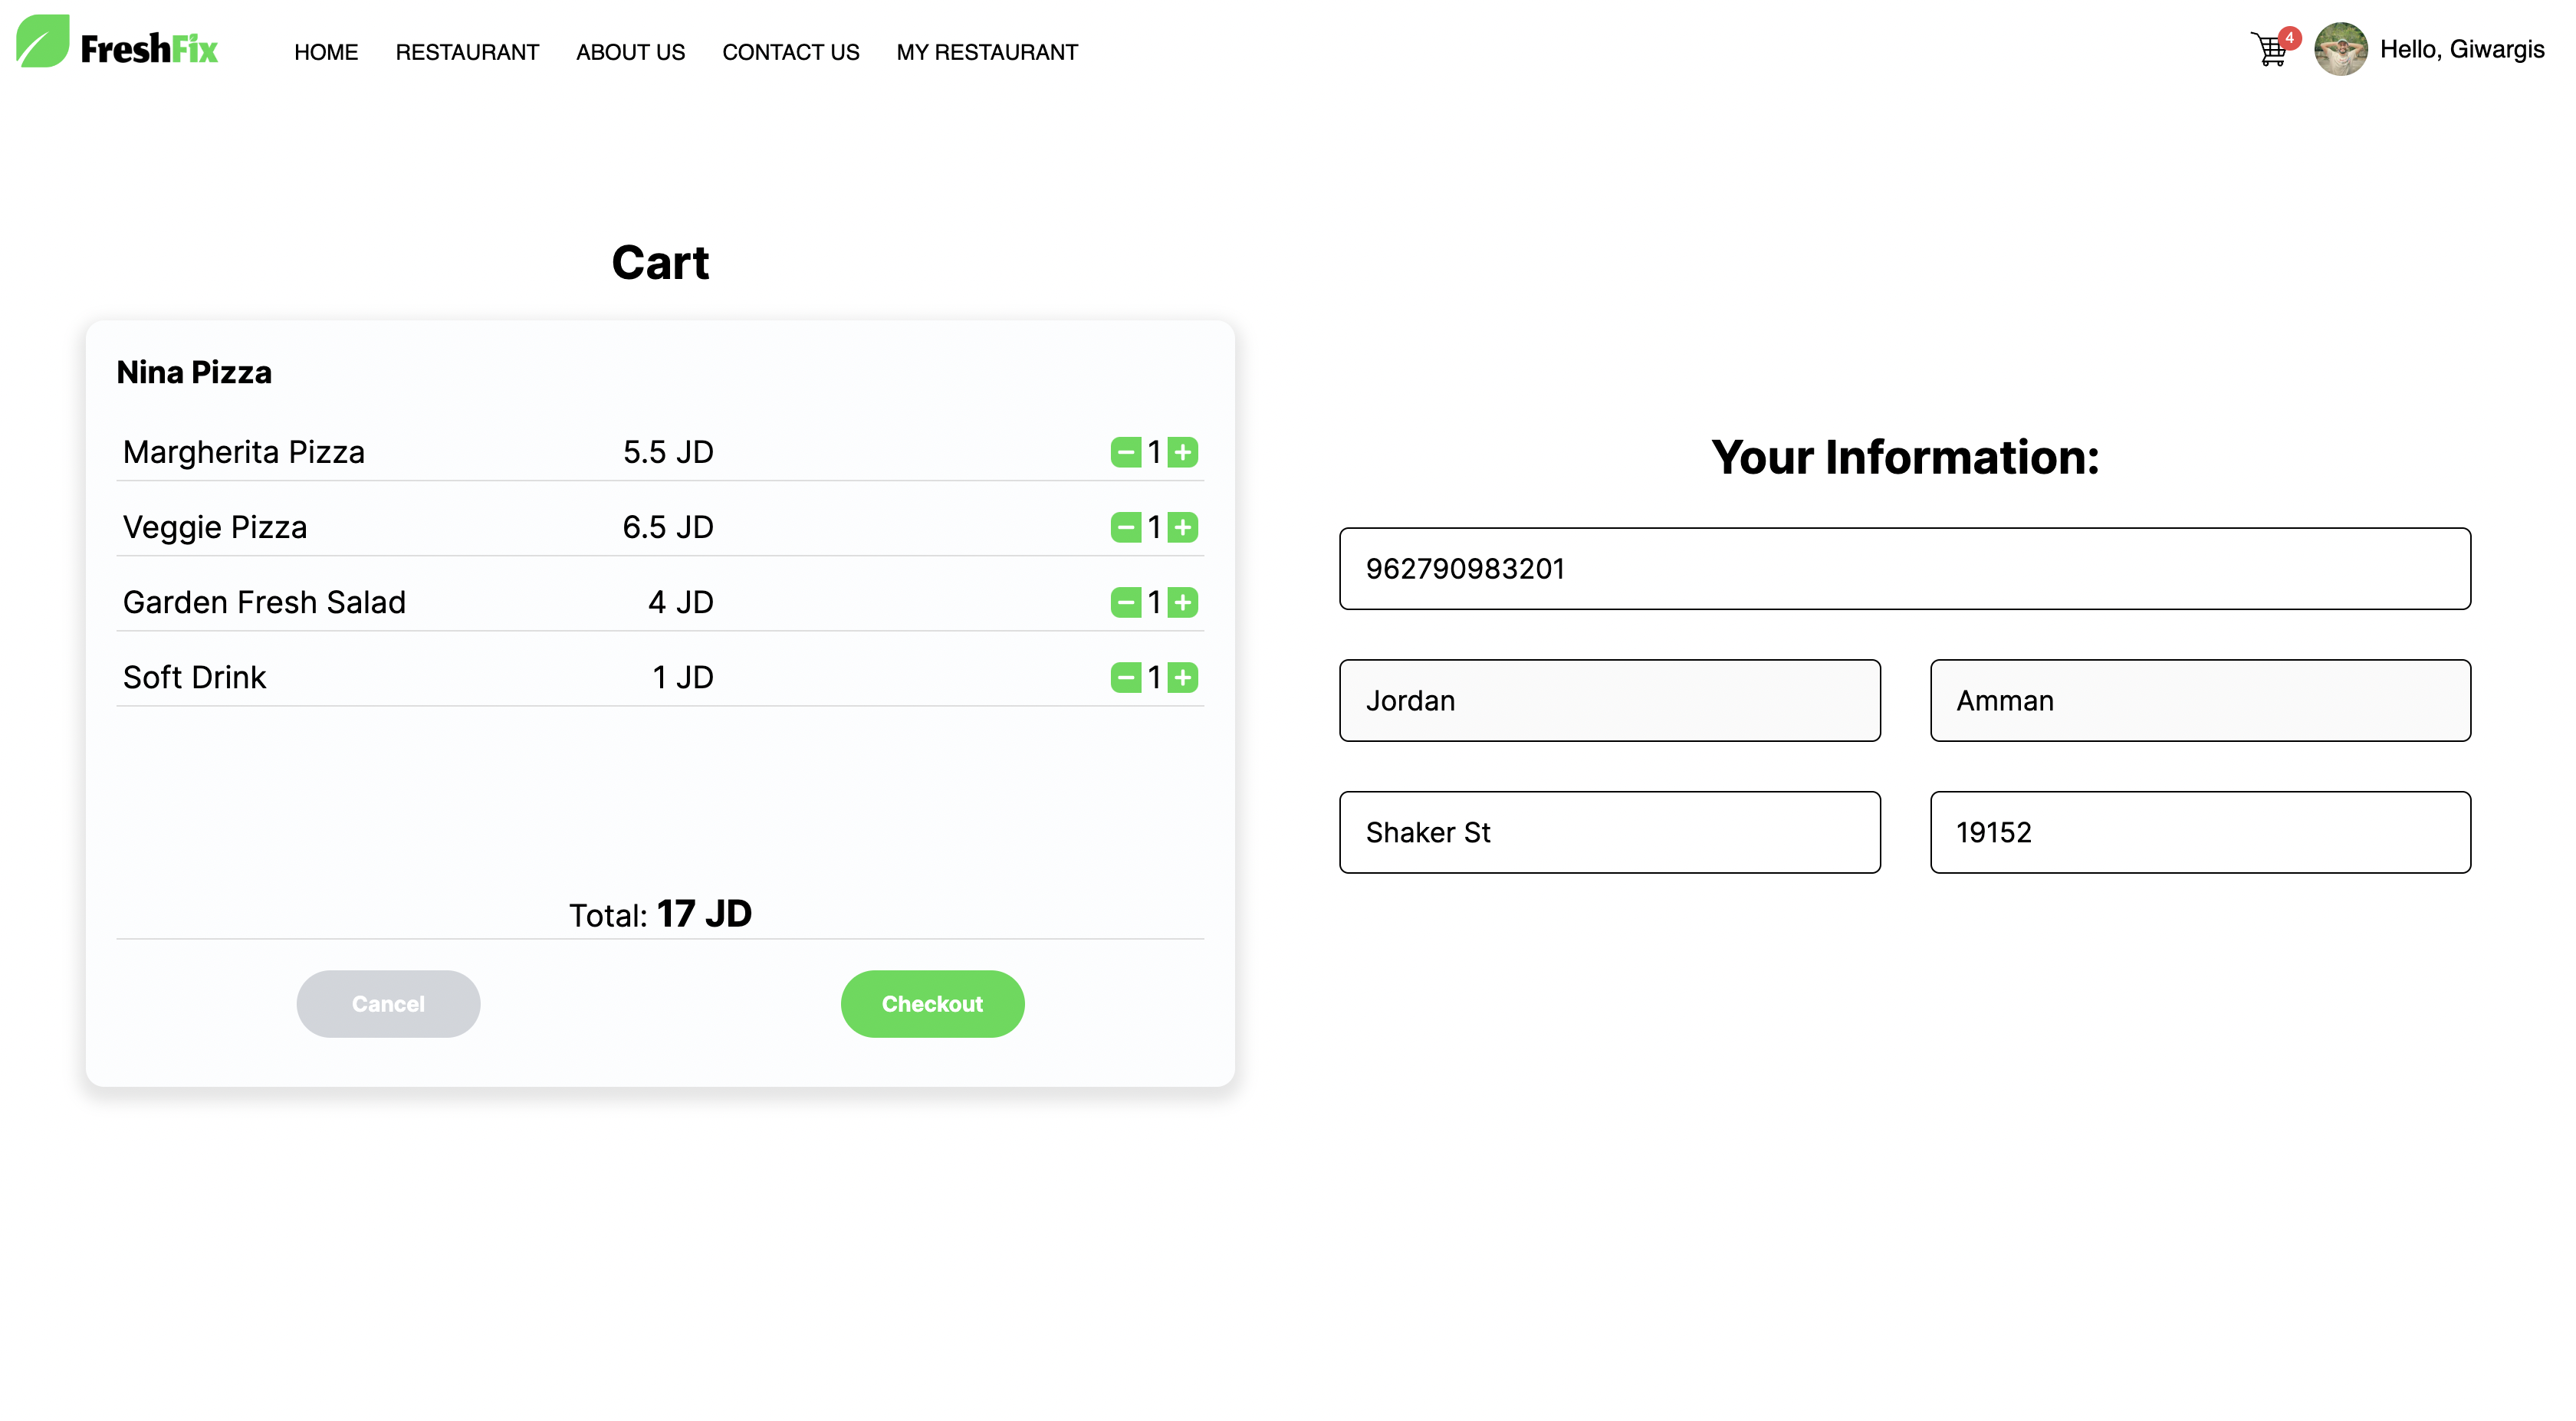 FreshFix HOME RESTAURANT ABOUT US CONTACT US MY RESTAURANT 4 Hello, Giwargis
Cart
Nina Pizza
Margherita Pizza 5.5 JD − 1 +
Veggie Pizza 6.5 JD − 1 +
Garden Fresh Salad 4 JD − 1 +
Soft Drink 1 JD − 1 +
Total: 17 JD
Cancel Checkout
Your Information:
962790983201
Jordan Amman
Shaker St 19152